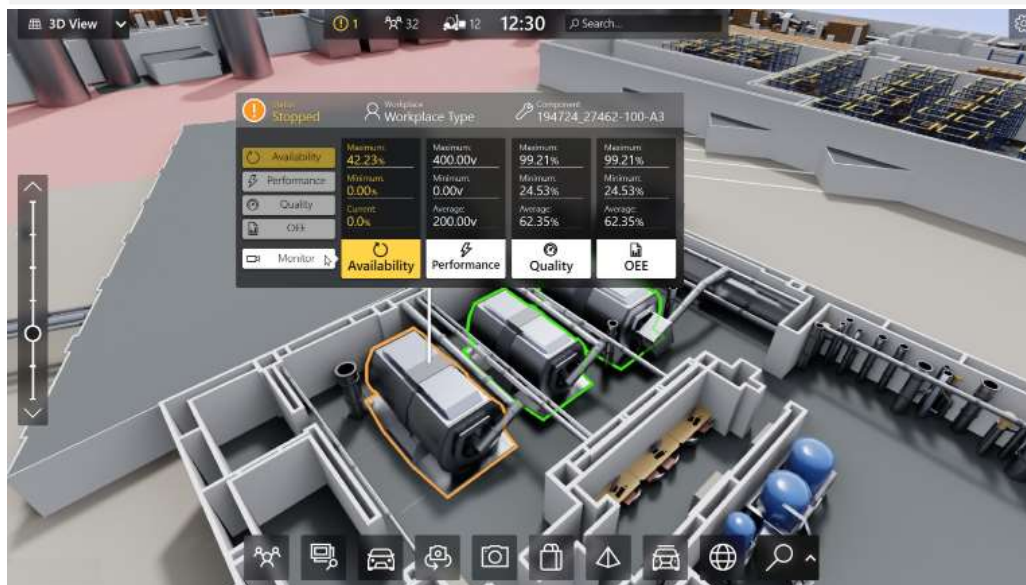 3D View
1
32
12
12:30
Search...
Status
Stopped
Workplace
Workplace Type
Component
194724_27462-100-A3
Availability
Performance
Quality
OEE
Monitor
Maximum:
42.23%
Minimum:
0.00%
Current:
0.0%
Availability
Maximum:
400.00v
Minimum:
0.00v
Average:
200.00v
Performance
Maximum:
99.21%
Minimum:
24.53%
Average:
62.35%
Quality
Maximum:
99.21%
Minimum:
24.53%
Average:
62.35%
OEE